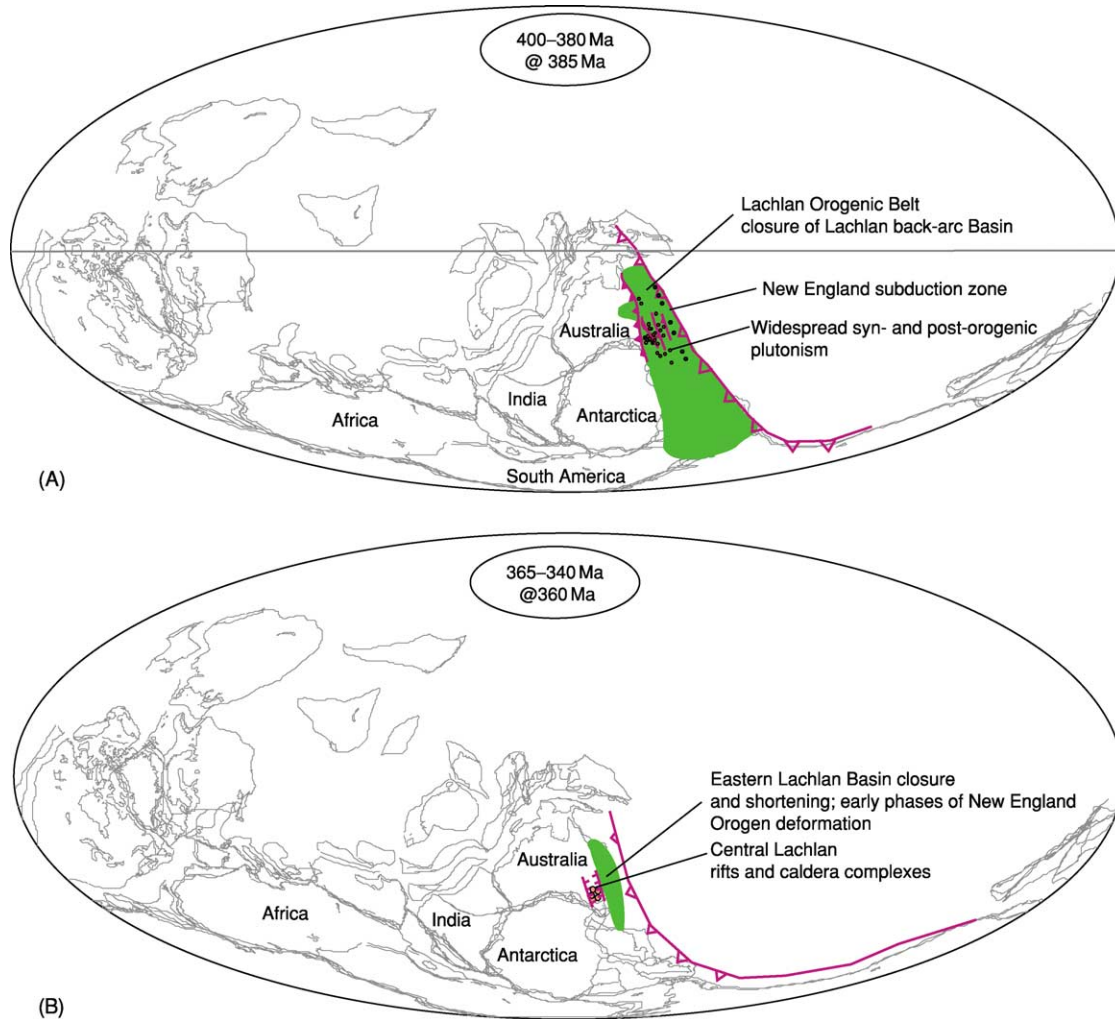 400–380 Ma
@ 385 Ma
Lachlan Orogenic Belt
closure of Lachlan back-arc Basin
New England subduction zone
Australia
Widespread syn- and post-orogenic
plutonism
India
Africa
Antarctica
South America
(A)
365–340 Ma
@360 Ma
Eastern Lachlan Basin closure
and shortening; early phases of New England
Orogen deformation
Australia
Central Lachlan
rifts and caldera complexes
Africa
India
Antarctica
(B)